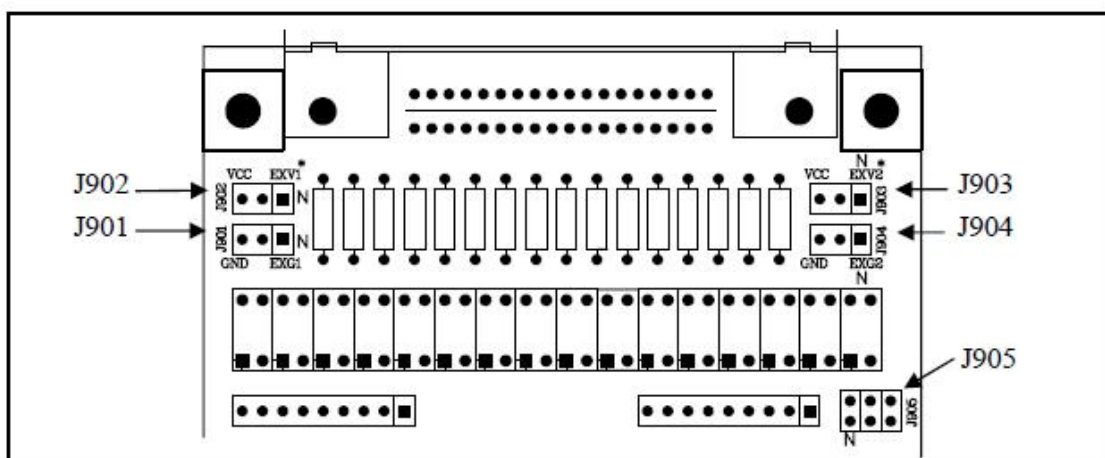 N
VCC EXV1*
VCC EXV2*
J902
J902
N
J903
J903
J901
J901
N
J904
J904
GND EXG1
GND EXG2
N
J905
J905
N